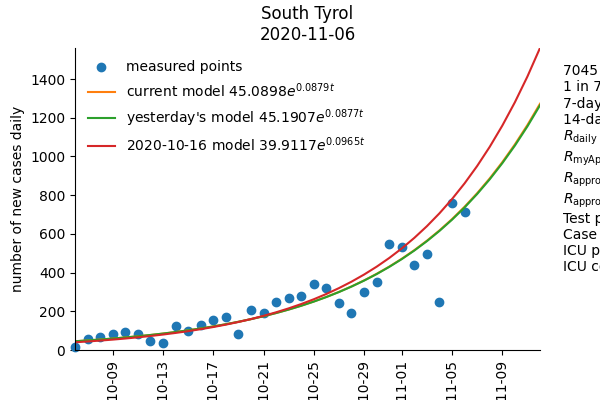 South Tyrol
2020-11-06
measured points
current model 45.0898e^0.0879t
yesterday's model 45.1907e^0.0877t
2020-10-16 model 39.9117e^0.0965t
number of new cases daily
1400
1200
1000
800
600
400
200
0
10-09
10-13
10-17
10-21
10-25
10-29
11-01
11-05
11-09
7045
1 in 7
7-day
14-da
R_daily
R_myAp
R_appro
R_appro
Test p
Case
ICU p
ICU c